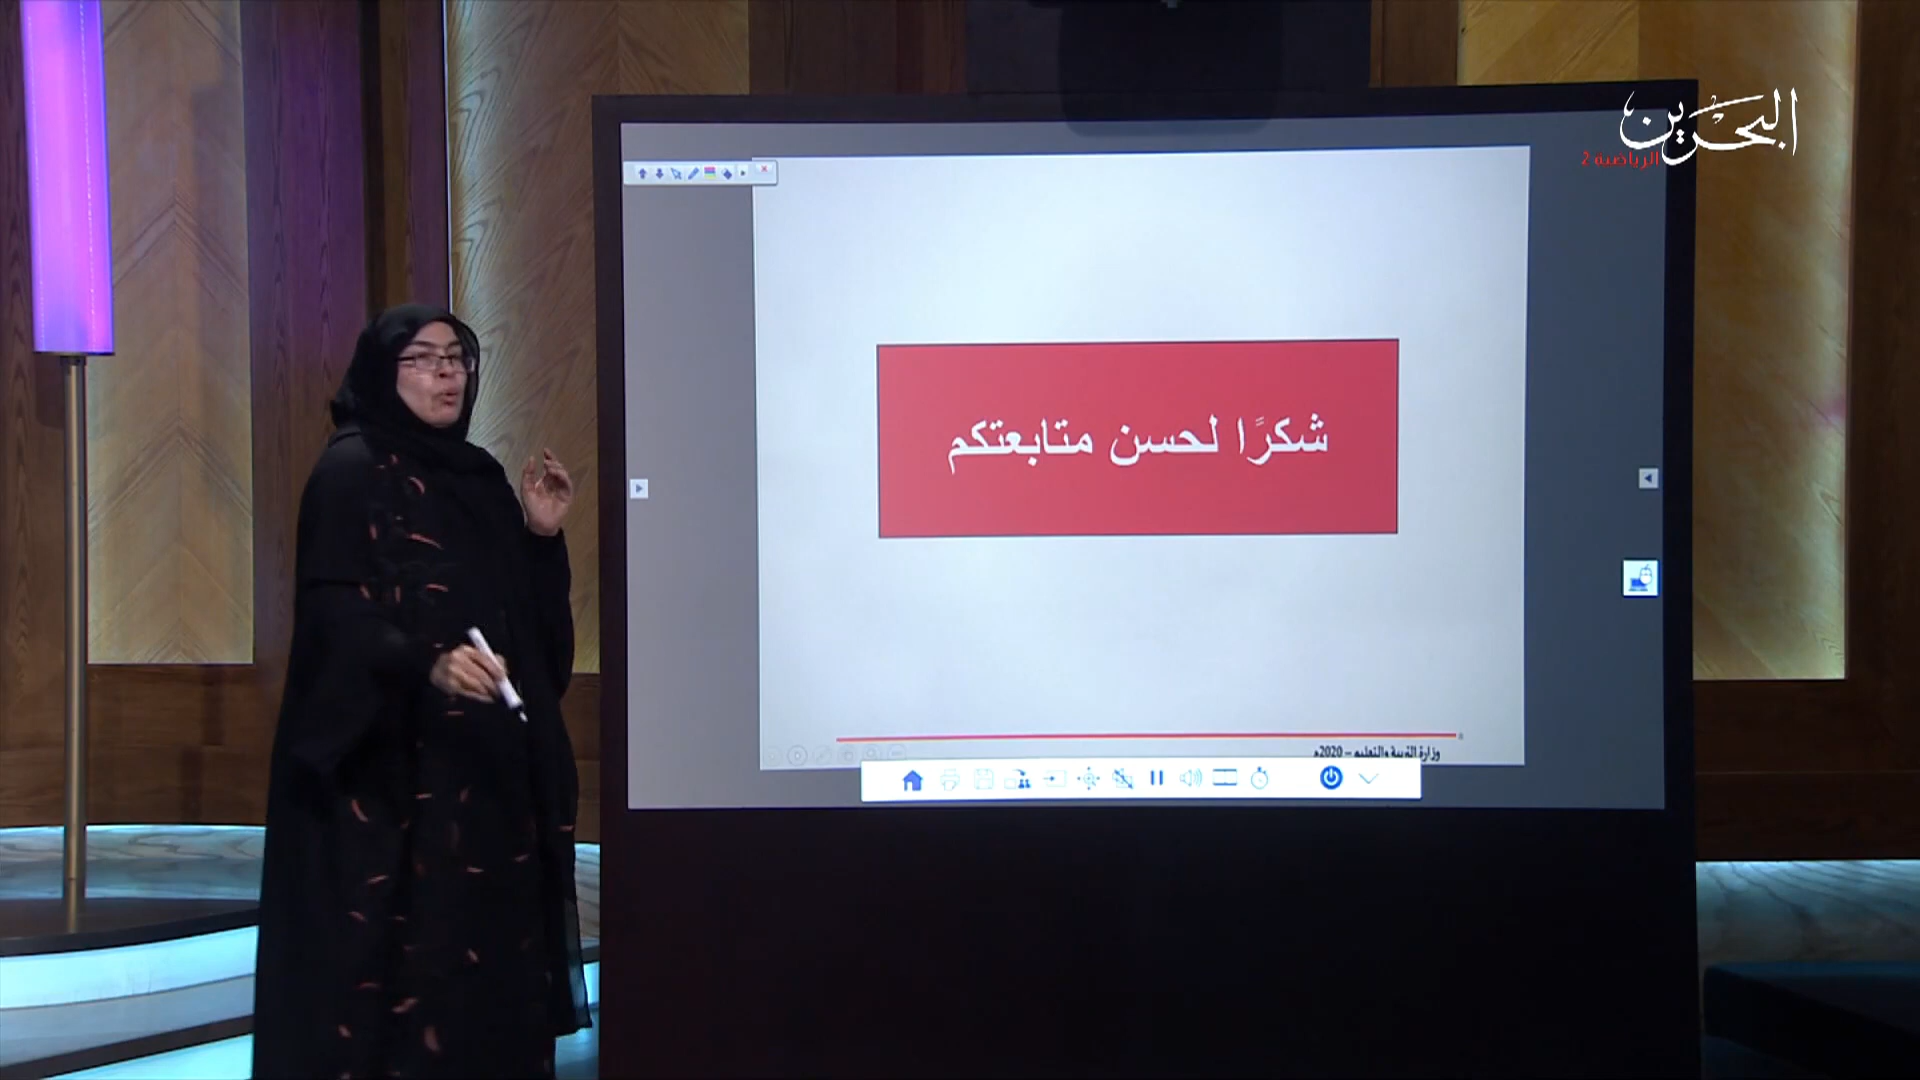 البحرين
الرياضية 2
شكرًا لحسن متابعتكم
وزارة التربية والتعليم – 2020م